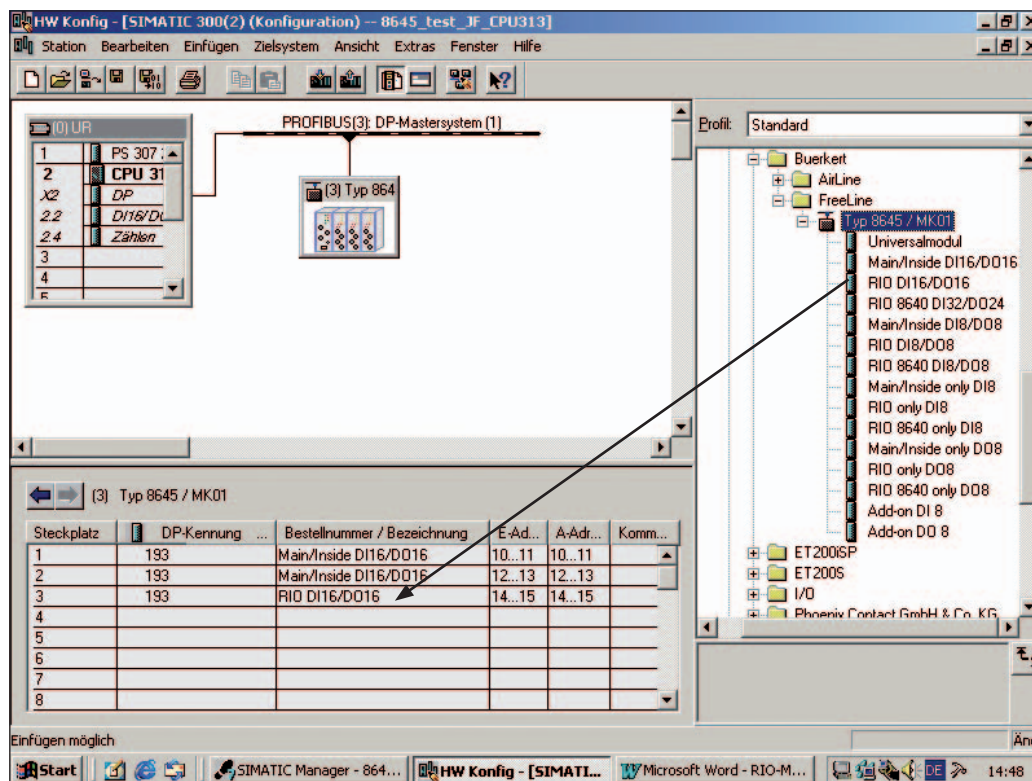 HW Konfig - [SIMATIC 300(2) (Konfiguration) -- 8645_test_JF_CPU313]
Station Bearbeiten Einfügen Zielsystem Ansicht Extras Fenster Hilfe
(0) UR
1 PS 307
2 CPU 31
X2 DP
2.2 DI16/DO
2.4 Zählen
3
4
5
PROFIBUS(3): DP-Mastersystem (1)
(3) Typ 864
Profil: Standard
Buerkert
AirLine
FreeLine
Typ 8645 / MK01
Universalmodul
Main/Inside DI16/DO16
RIO DI16/DO16
RIO 8640 DI32/DO24
Main/Inside DI8/DO8
RIO DI8/DO8
RIO 8640 DI8/DO8
Main/Inside only DI8
RIO only DI8
RIO 8640 only DI8
Main/Inside only DO8
RIO only DO8
RIO 8640 only DO8
Add-on DI 8
Add-on DO 8
ET200iSP
ET200S
I/O
Phoenix Contact GmbH & Co. KG
(3) Typ 8645 / MK01
Steckplatz DP-Kennung ... Bestellnummer / Bezeichnung E-Ad... A-Adr... Komm...
1 193 Main/Inside DI16/DO16 10...11 10...11
2 193 Main/Inside DI16/DO16 12...13 12...13
3 193 RIO DI16/DO16 14...15 14...15
4
5
6
7
8
Einfügen möglich Änd
Start SIMATIC Manager - 864... HW Konfig - [SIMATI... Microsoft Word - RIO-M... DE 14:48